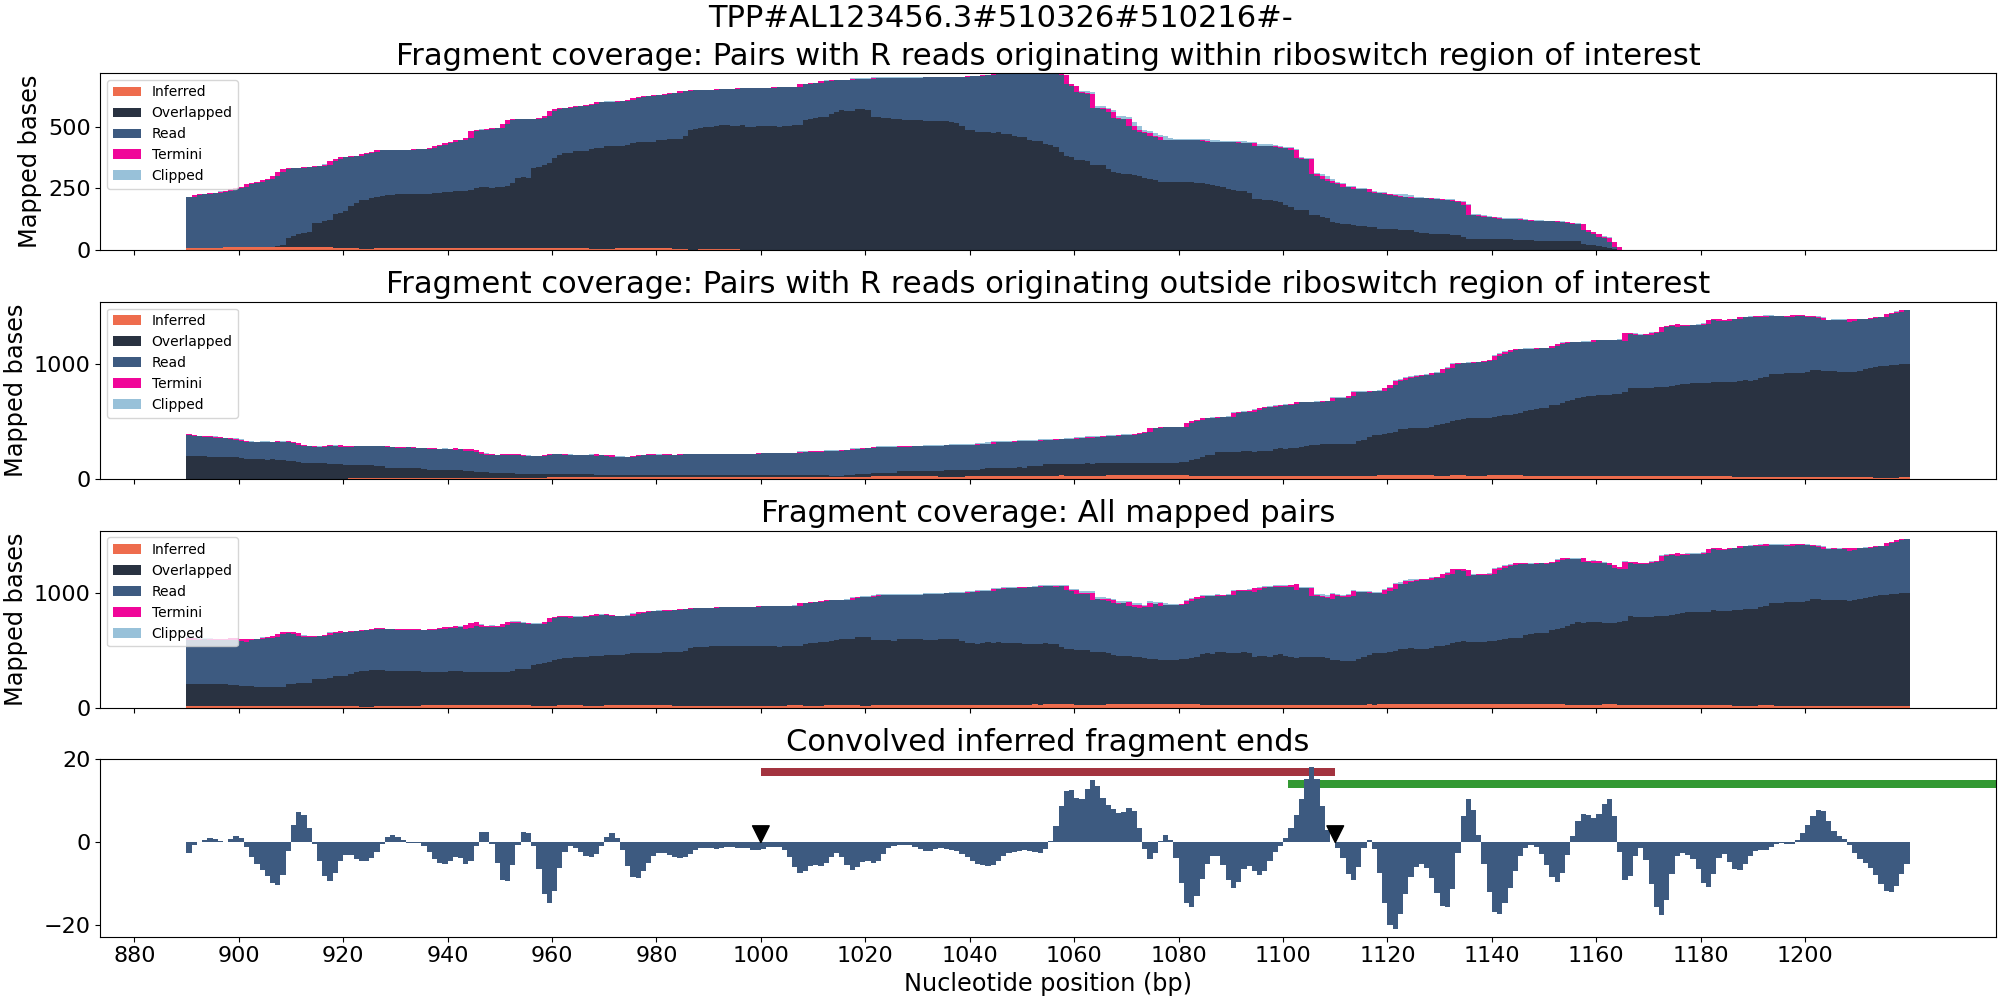 TPP#AL123456.3#510326#510216#-
Fragment coverage: Pairs with R reads originating within riboswitch region of interest
Mapped bases
500
250
0
Inferred
Overlapped
Read
Termini
Clipped
Fragment coverage: Pairs with R reads originating outside riboswitch region of interest
Mapped bases
1000
0
Inferred
Overlapped
Read
Termini
Clipped
Fragment coverage: All mapped pairs
Mapped bases
1000
0
Inferred
Overlapped
Read
Termini
Clipped
Convolved inferred fragment ends
20
0
−20
880 900 920 940 960 980 1000 1020 1040 1060 1080 1100 1120 1140 1160 1180 1200
Nucleotide position (bp)